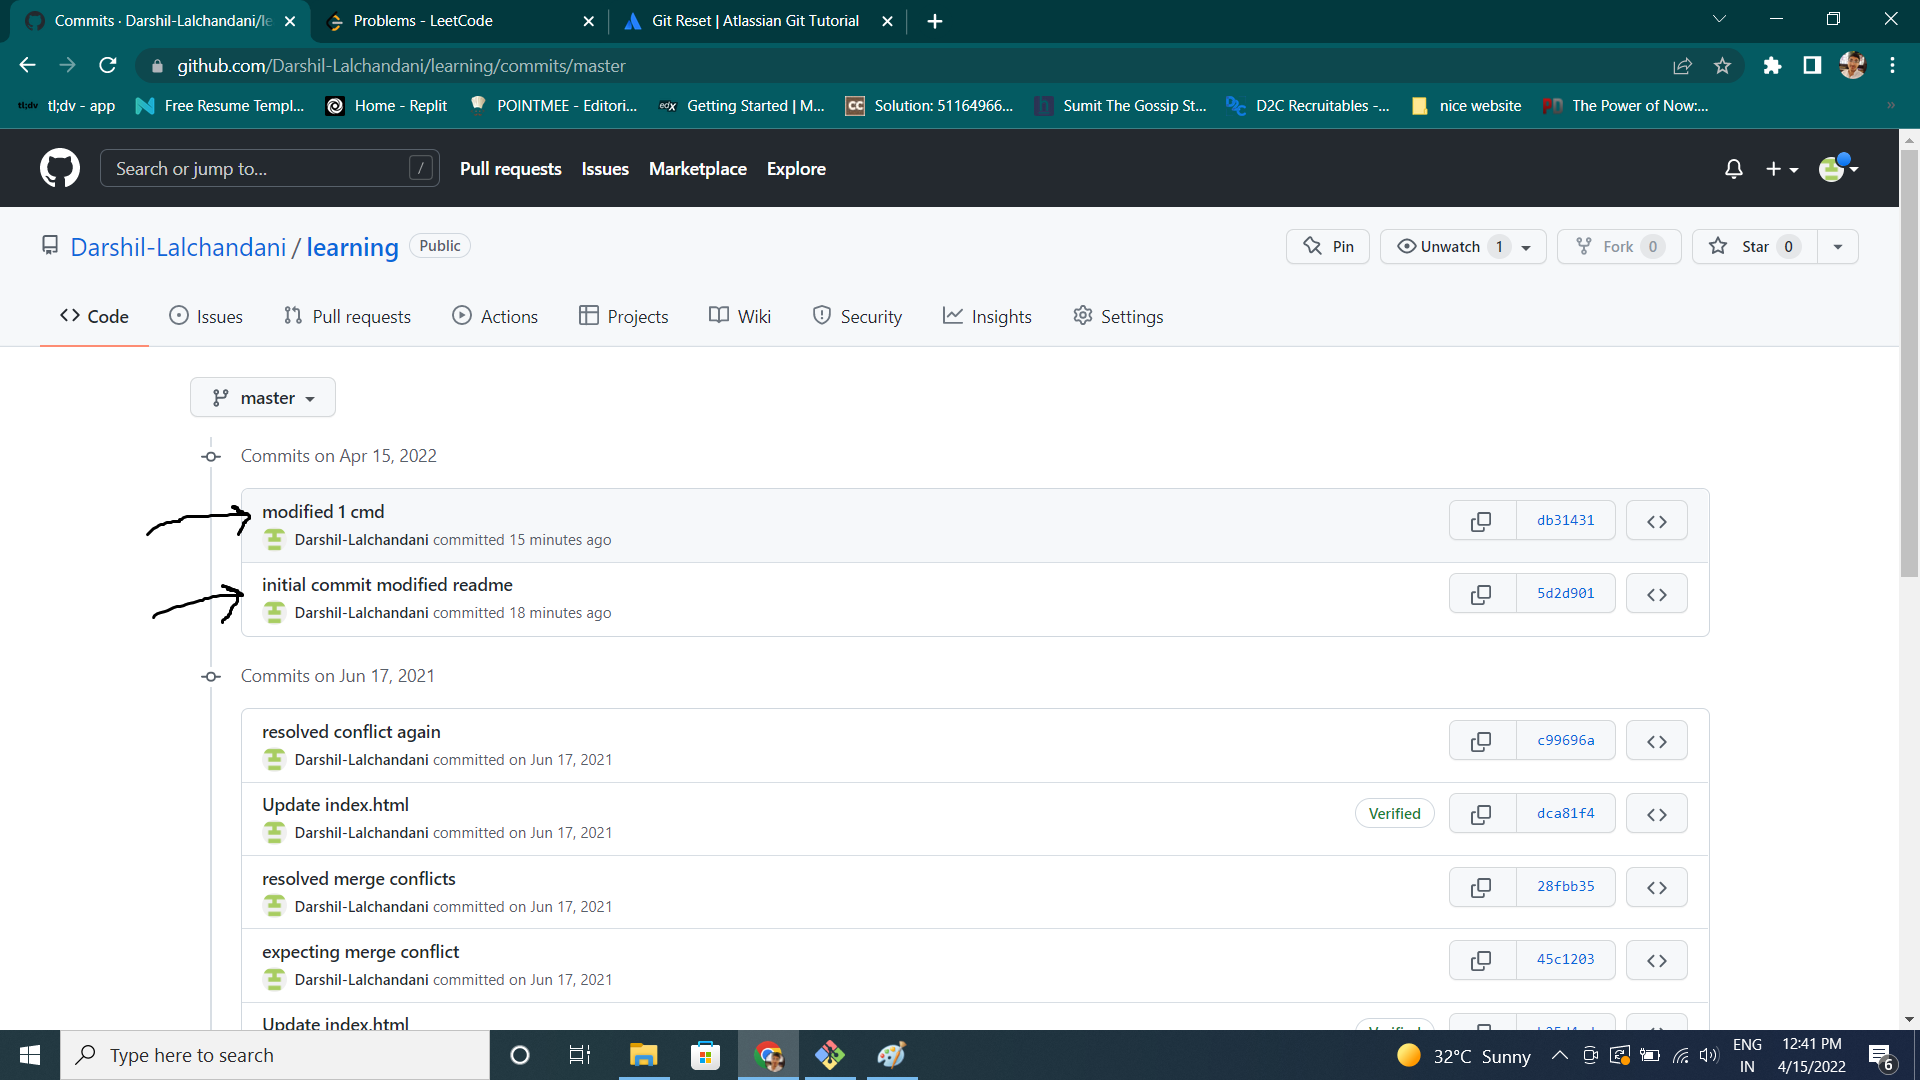 Commits · Darshil-Lalchandani/le
Problems - LeetCode
Git Reset | Atlassian Git Tutorial
github.com/Darshil-Lalchandani/learning/commits/master
tl;dv tl;dv - app
Free Resume Templ...
Home - Replit
POINTMEE - Editori...
edx Getting Started | M...
CC Solution: 51164966...
h Sumit The Gossip St...
D2C Recruitables -...
nice website
PD The Power of Now:...
»
Search or jump to... /
Pull requests
Issues
Marketplace
Explore
Darshil-Lalchandani / learning Public
Pin
Unwatch 1
Fork 0
Star 0
Code
Issues
Pull requests
Actions
Projects
Wiki
Security
Insights
Settings
master
Commits on Apr 15, 2022
modified 1 cmd
Darshil-Lalchandani committed 15 minutes ago
db31431
initial commit modified readme
Darshil-Lalchandani committed 18 minutes ago
5d2d901
Commits on Jun 17, 2021
resolved conflict again
Darshil-Lalchandani committed on Jun 17, 2021
c99696a
Update index.html
Darshil-Lalchandani committed on Jun 17, 2021
Verified
dca81f4
resolved merge conflicts
Darshil-Lalchandani committed on Jun 17, 2021
28fbb35
expecting merge conflict
Darshil-Lalchandani committed on Jun 17, 2021
45c1203
Update index.html
Verified
Type here to search
32°C Sunny
ENG
IN
12:41 PM
4/15/2022
6